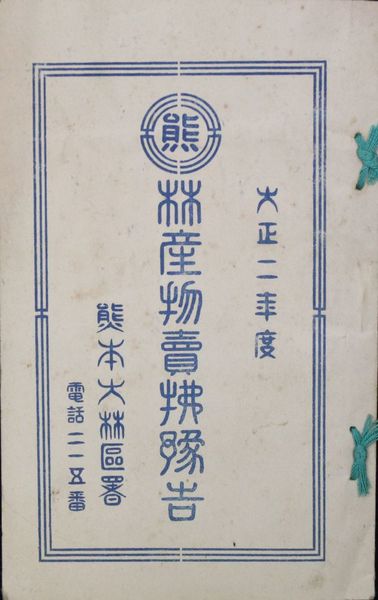 大正二年度
熊
林産物賣拂豫告
熊本大林區署
電話二一五番